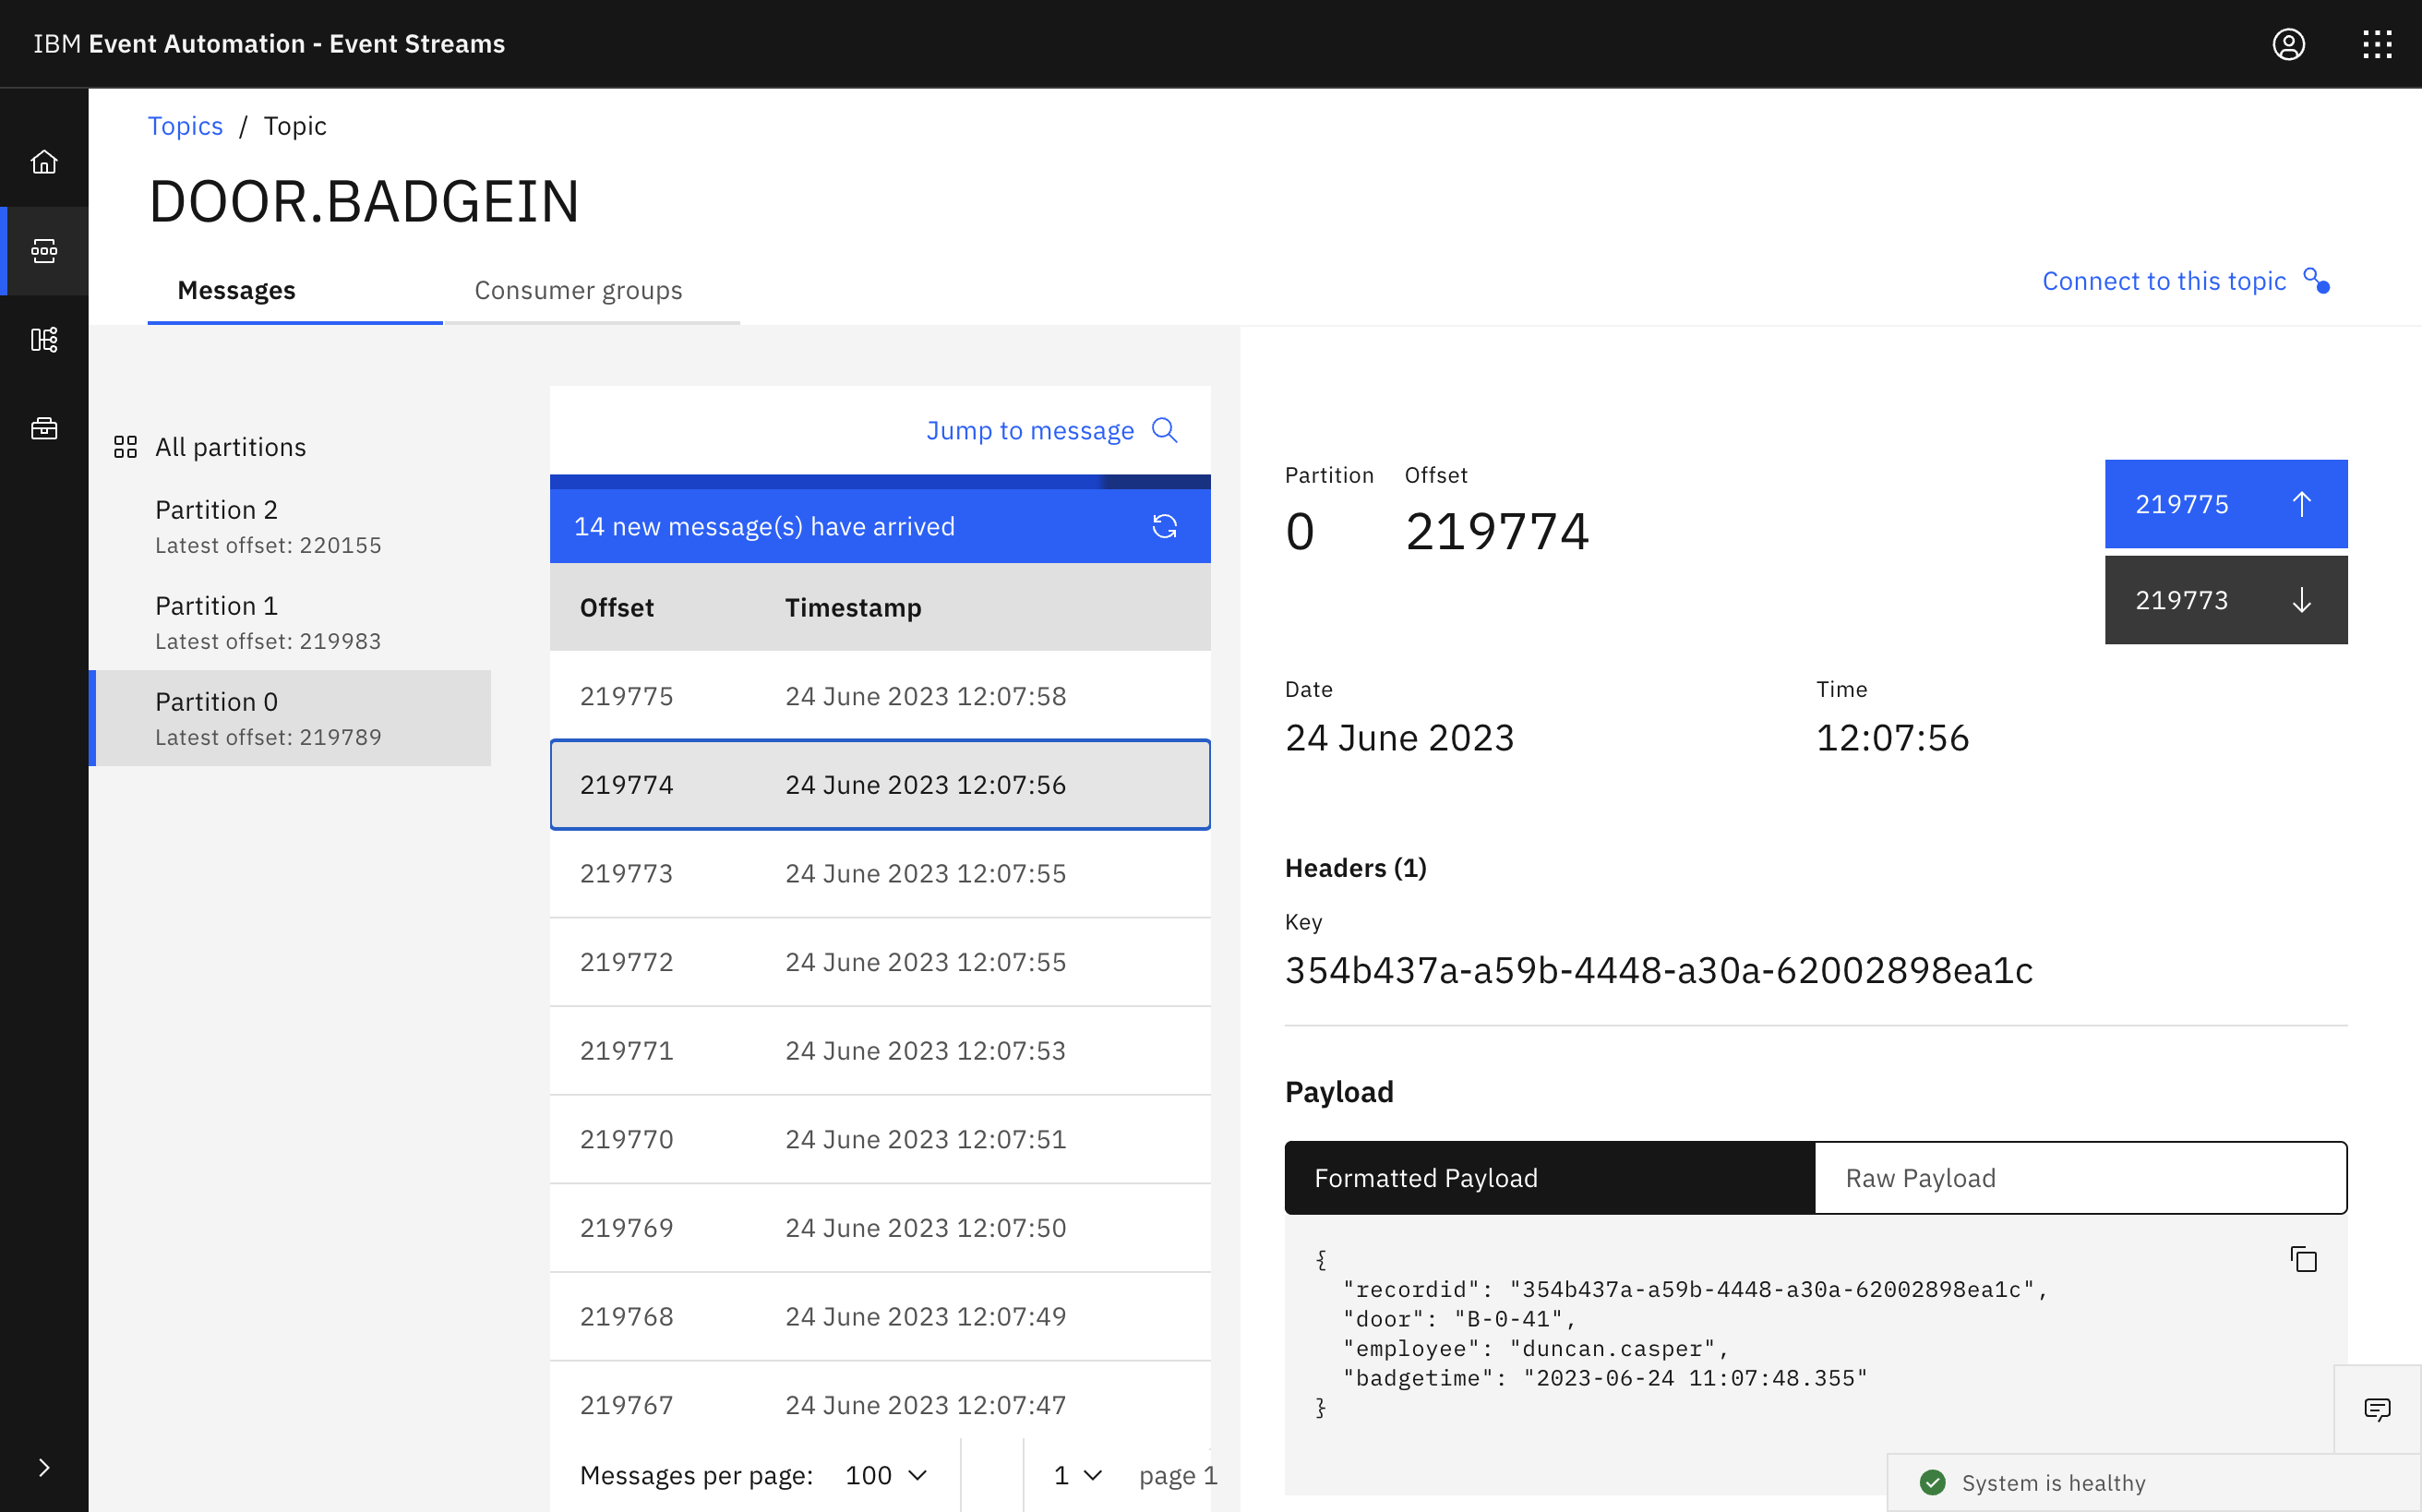 IBM Event Automation - Event Streams
Topics / Topic
DOOR.BADGEIN
Messages
Consumer groups
Connect to this topic
All partitions
Partition 2
Latest offset: 220155
Partition 1
Latest offset: 219983
Partition 0
Latest offset: 219789
Jump to message
14 new message(s) have arrived
Offset Timestamp
219775 24 June 2023 12:07:58
219774 24 June 2023 12:07:56
219773 24 June 2023 12:07:55
219772 24 June 2023 12:07:55
219771 24 June 2023 12:07:53
219770 24 June 2023 12:07:51
219769 24 June 2023 12:07:50
219768 24 June 2023 12:07:49
219767 24 June 2023 12:07:47
Messages per page: 100 1 page 1
Partition Offset
0 219774
219775
219773
Date Time
24 June 2023 12:07:56
Headers (1)
Key
354b437a-a59b-4448-a30a-62002898ea1c
Payload
Formatted Payload Raw Payload
{
"recordid": "354b437a-a59b-4448-a30a-62002898ea1c",
"door": "B-0-41",
"employee": "duncan.casper",
"badgetime": "2023-06-24 11:07:48.355"
}
System is healthy